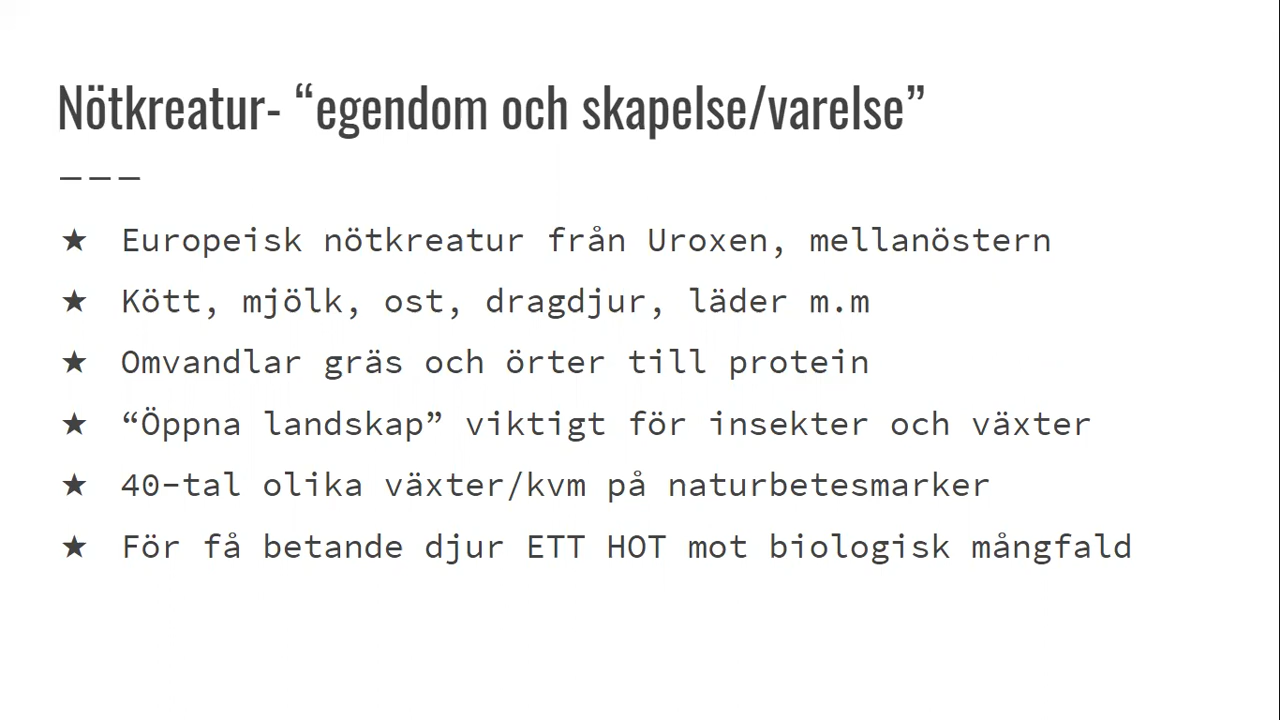 Nötkreatur- “egendom och skapelse/varelse”
★ Europeisk nötkreatur från Uroxen, mellanöstern
★ Kött, mjölk, ost, dragdjur, läder m.m
★ Omvandlar gräs och örter till protein
★ “Öppna landskap” viktigt för insekter och växter
★ 40-tal olika växter/kvm på naturbetesmarker
★ För få betande djur ETT HOT mot biologisk mångfald